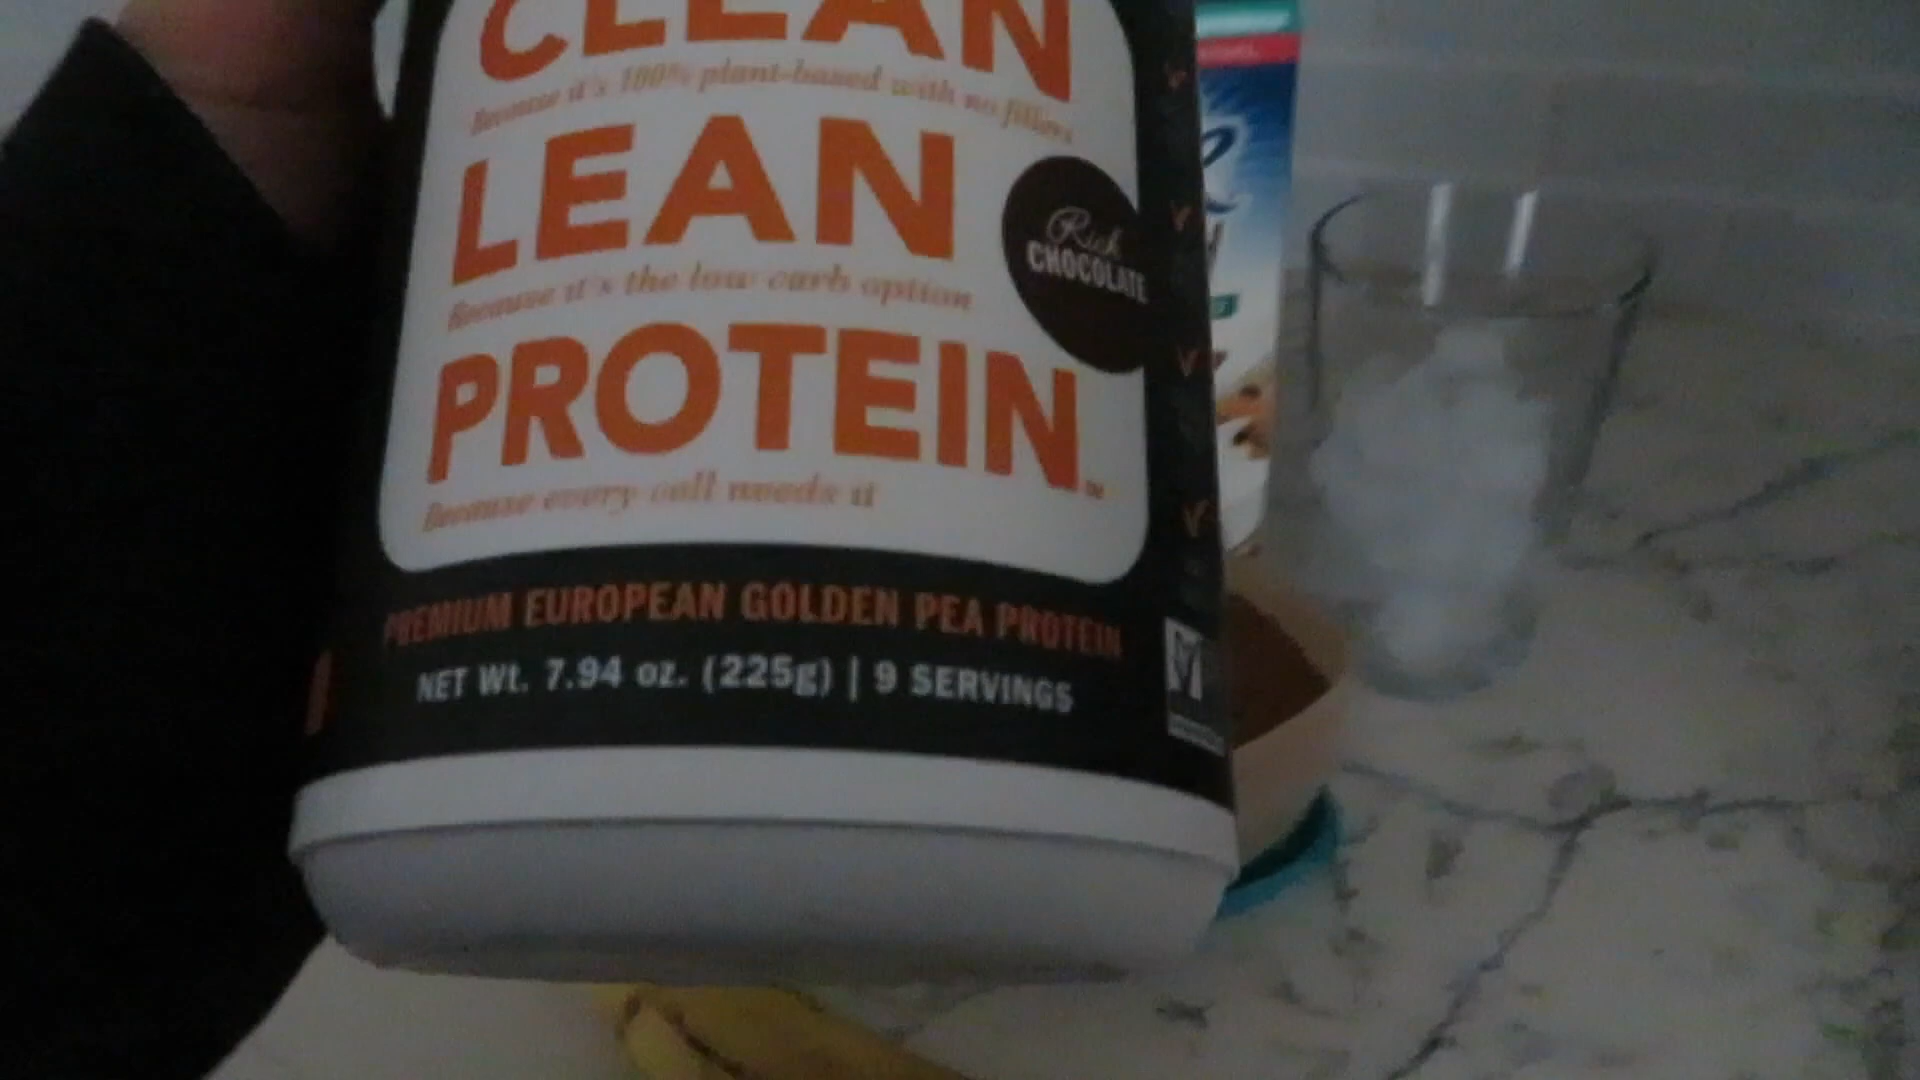 CLEAN
Because it's 100% plant-based with no fillers
LEAN
Because it's the low carb option
Rich
CHOCOLATE
PROTEIN
Because every cell needs it
PREMIUM EUROPEAN GOLDEN PEA PROTEIN
NET Wt. 7.94 oz. (225g) | 9 SERVINGS